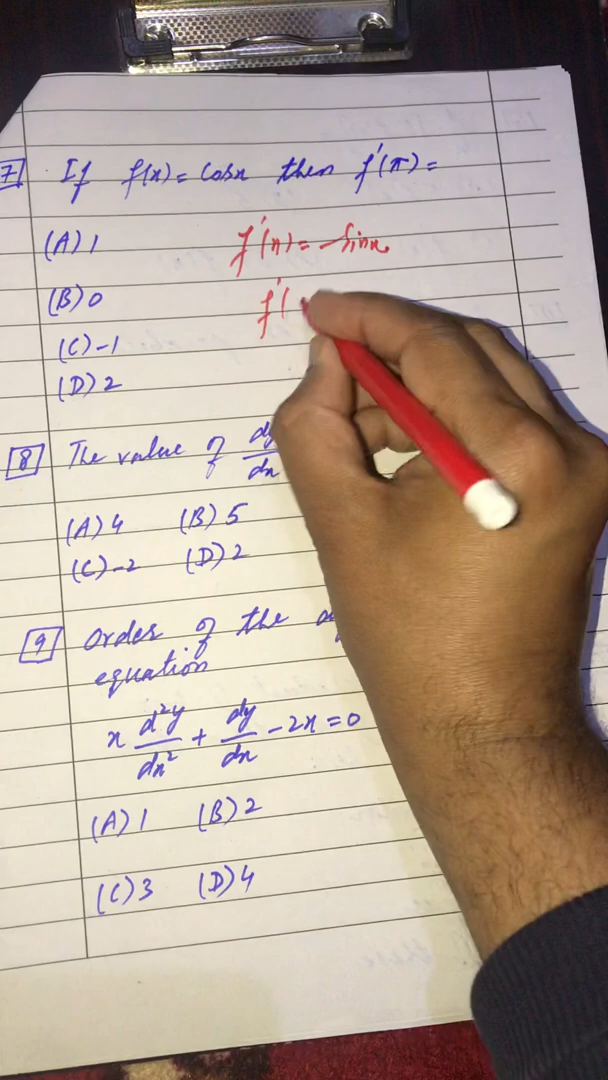 7 If f(x) = Cosx then f'(π) =
(A) 1
f'(x) = -Sinx
(B) 0
f'(
(C) -1
(D) 2
8 The value of dy/dx
(A) 4 (B) 5
(C) -2 (D) 2
9 Order of the
equation
x d²y/dx² + dy/dx - 2x = 0
(A) 1 (B) 2
(C) 3 (D) 4